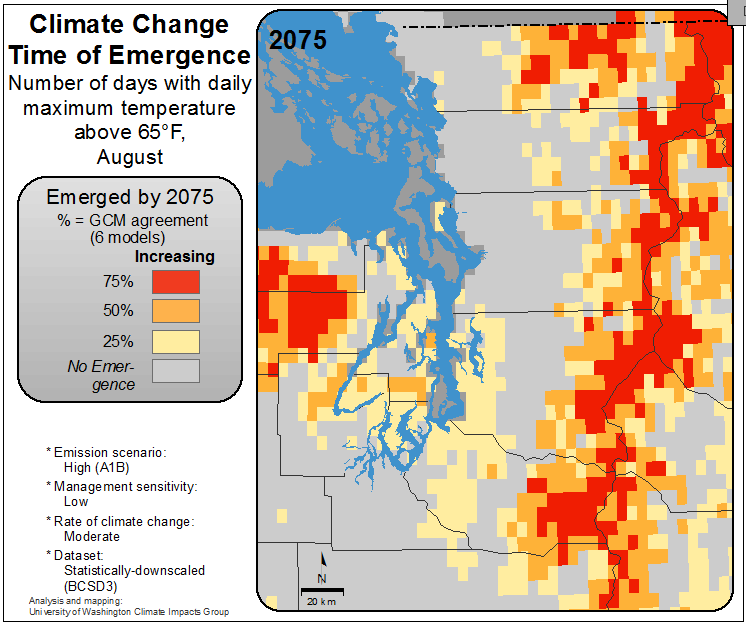 Climate Change
Time of Emergence
Number of days with daily
maximum temperature
above 65°F,
August
Emerged by 2075
% = GCM agreement
(6 models)
Increasing
75%
50%
25%
No Emer-
gence
* Emission scenario:
High (A1B)
* Management sensitivity:
Low
* Rate of climate change:
Moderate
* Dataset:
Statistically-downscaled
(BCSD3)
Analysis and mapping:
University of Washington Climate Impacts Group
2075
N
20 km